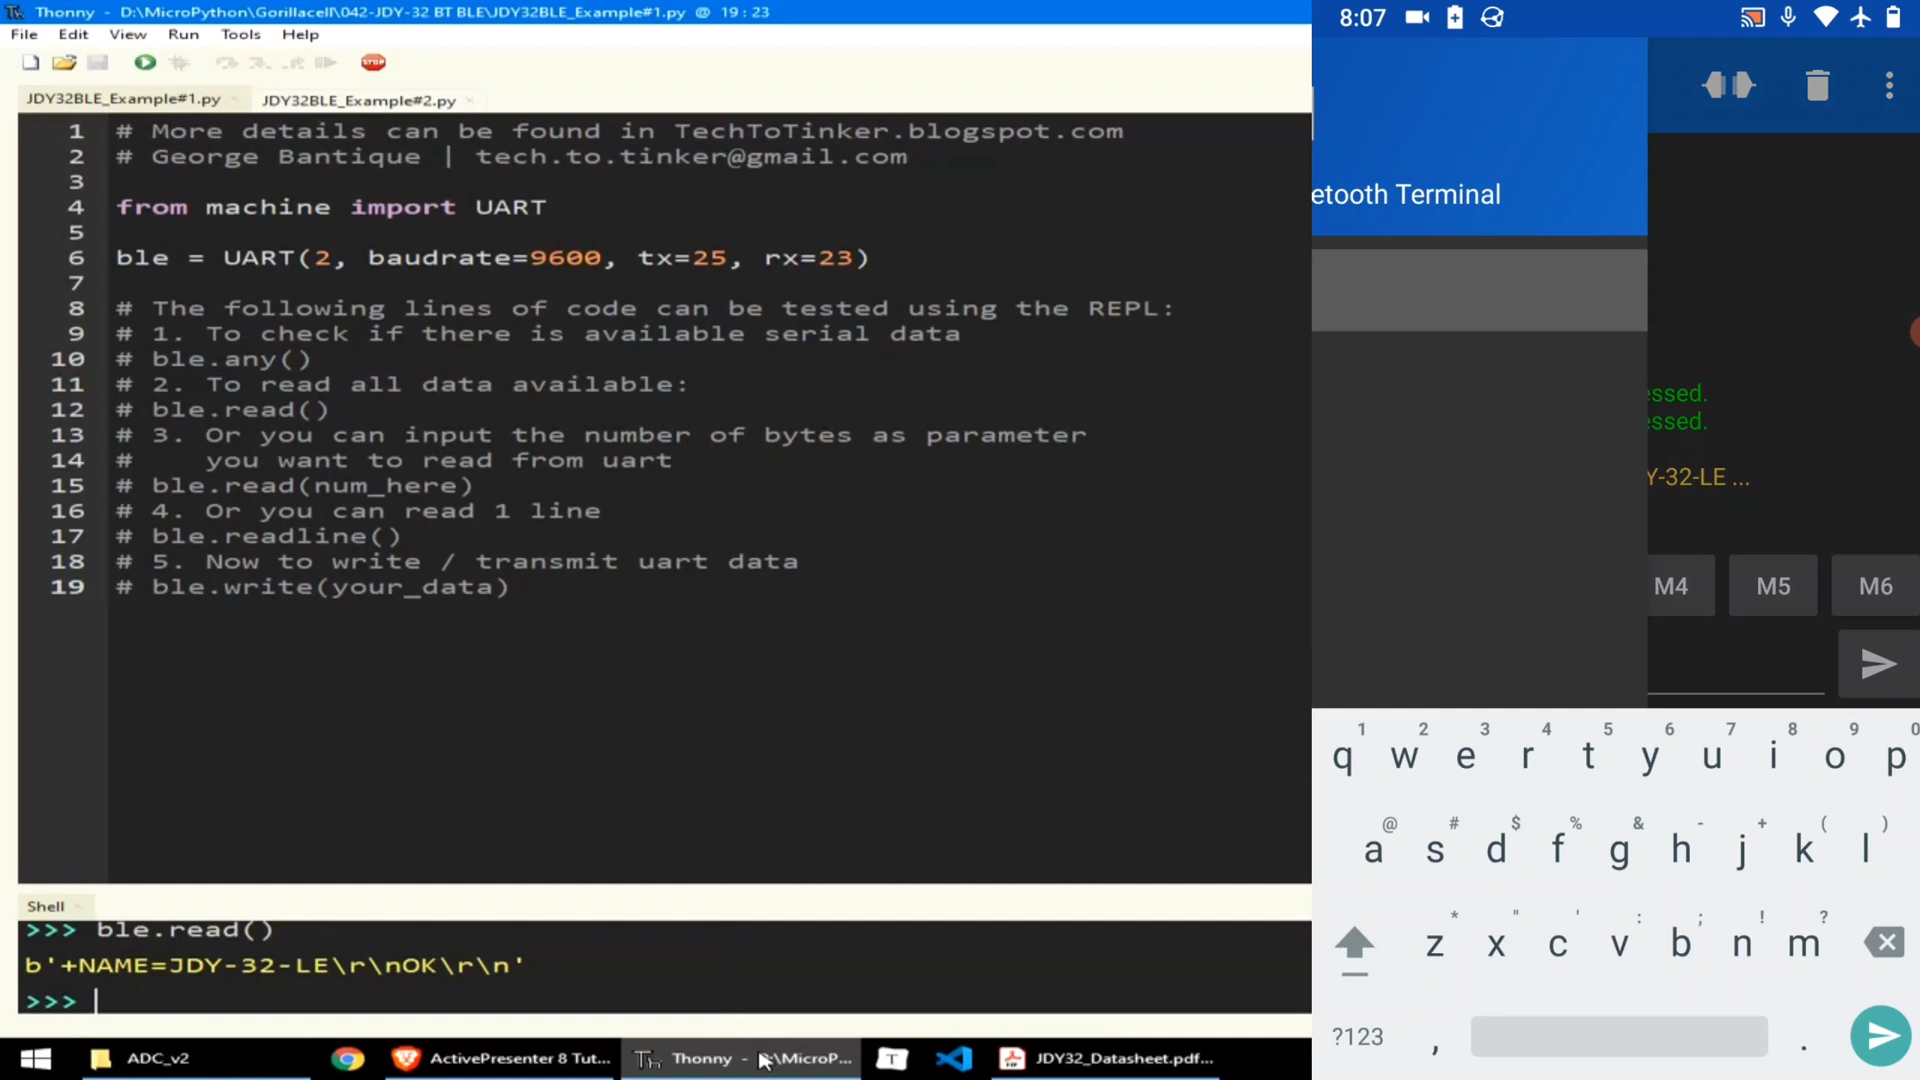 Thonny - D:\MicroPython\Gorillacell\042-JDY-32 BT BLE\JDY32BLE_Example#1.py @ 19 : 23
File Edit View Run Tools Help
STOP
JDY32BLE_Example#1.py × JDY32BLE_Example#2.py ×
1 # More details can be found in TechToTinker.blogspot.com
2 # George Bantique | tech.to.tinker@gmail.com
3
4 from machine import UART
5
6 ble = UART(2, baudrate=9600, tx=25, rx=23)
7
8 # The following lines of code can be tested using the REPL:
9 # 1. To check if there is available serial data
10 # ble.any()
11 # 2. To read all data available:
12 # ble.read()
13 # 3. Or you can input the number of bytes as parameter
14 #    you want to read from uart
15 # ble.read(num_here)
16 # 4. Or you can read 1 line
17 # ble.readline()
18 # 5. Now to write / transmit uart data
19 # ble.write(your_data)
Shell
>>> ble.read()
b'+NAME=JDY-32-LE\r\nOK\r\n'
>>>
ADC_v2
ActivePresenter 8 Tut...
Thonny - D:\MicroP...
T
JDY32_Datasheet.pdf...
8:07
etooth Terminal
essed.
essed.
Y-32-LE ...
M4 M5 M6
1 2 3 4 5 6 7 8 9 0
q w e r t y u i o p
@ # $ % & - + ( )
a s d f g h j k l
* " ' : ; ! ?
z x c v b n m
?123 , .